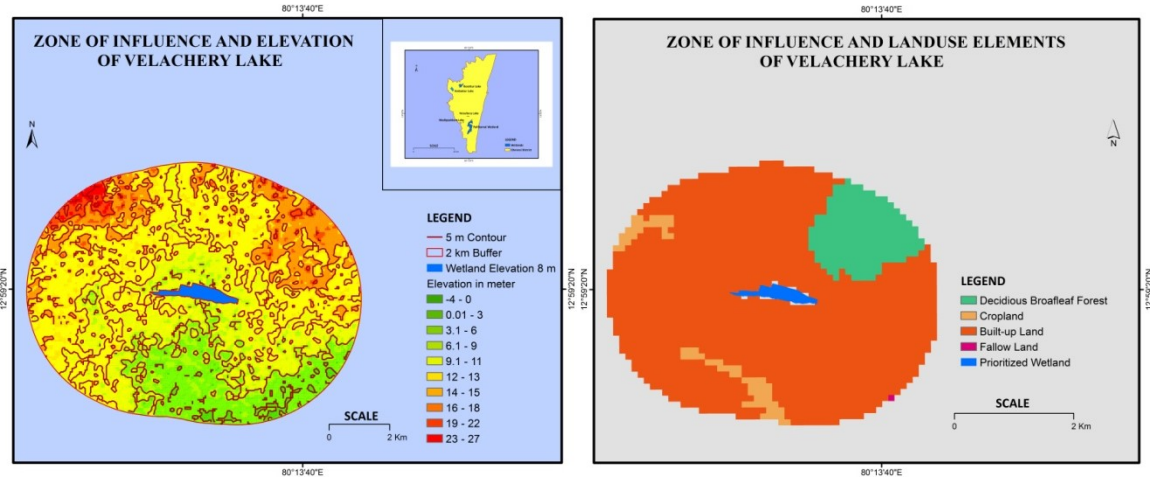 80°13'40"E
ZONE OF INFLUENCE AND ELEVATION
OF VELACHERY LAKE
N
12°59'20"N
LEGEND
5 m Contour
2 km Buffer
Wetland Elevation 8 m
Elevation in meter
-4 - 0
0.01 - 3
3.1 - 6
6.1 - 9
9.1 - 11
12 - 13
14 - 15
16 - 18
19 - 22
23 - 27
SCALE
0 2 Km
12°59'20"N
80°13'40"E
80°13'40"E
ZONE OF INFLUENCE AND LANDUSE ELEMENTS
OF VELACHERY LAKE
N
12°59'20"N
LEGEND
Decidious Broafleaf Forest
Cropland
Built-up Land
Fallow Land
Prioritized Wetland
SCALE
0 2 Km
12°59'20"N
80°13'40"E